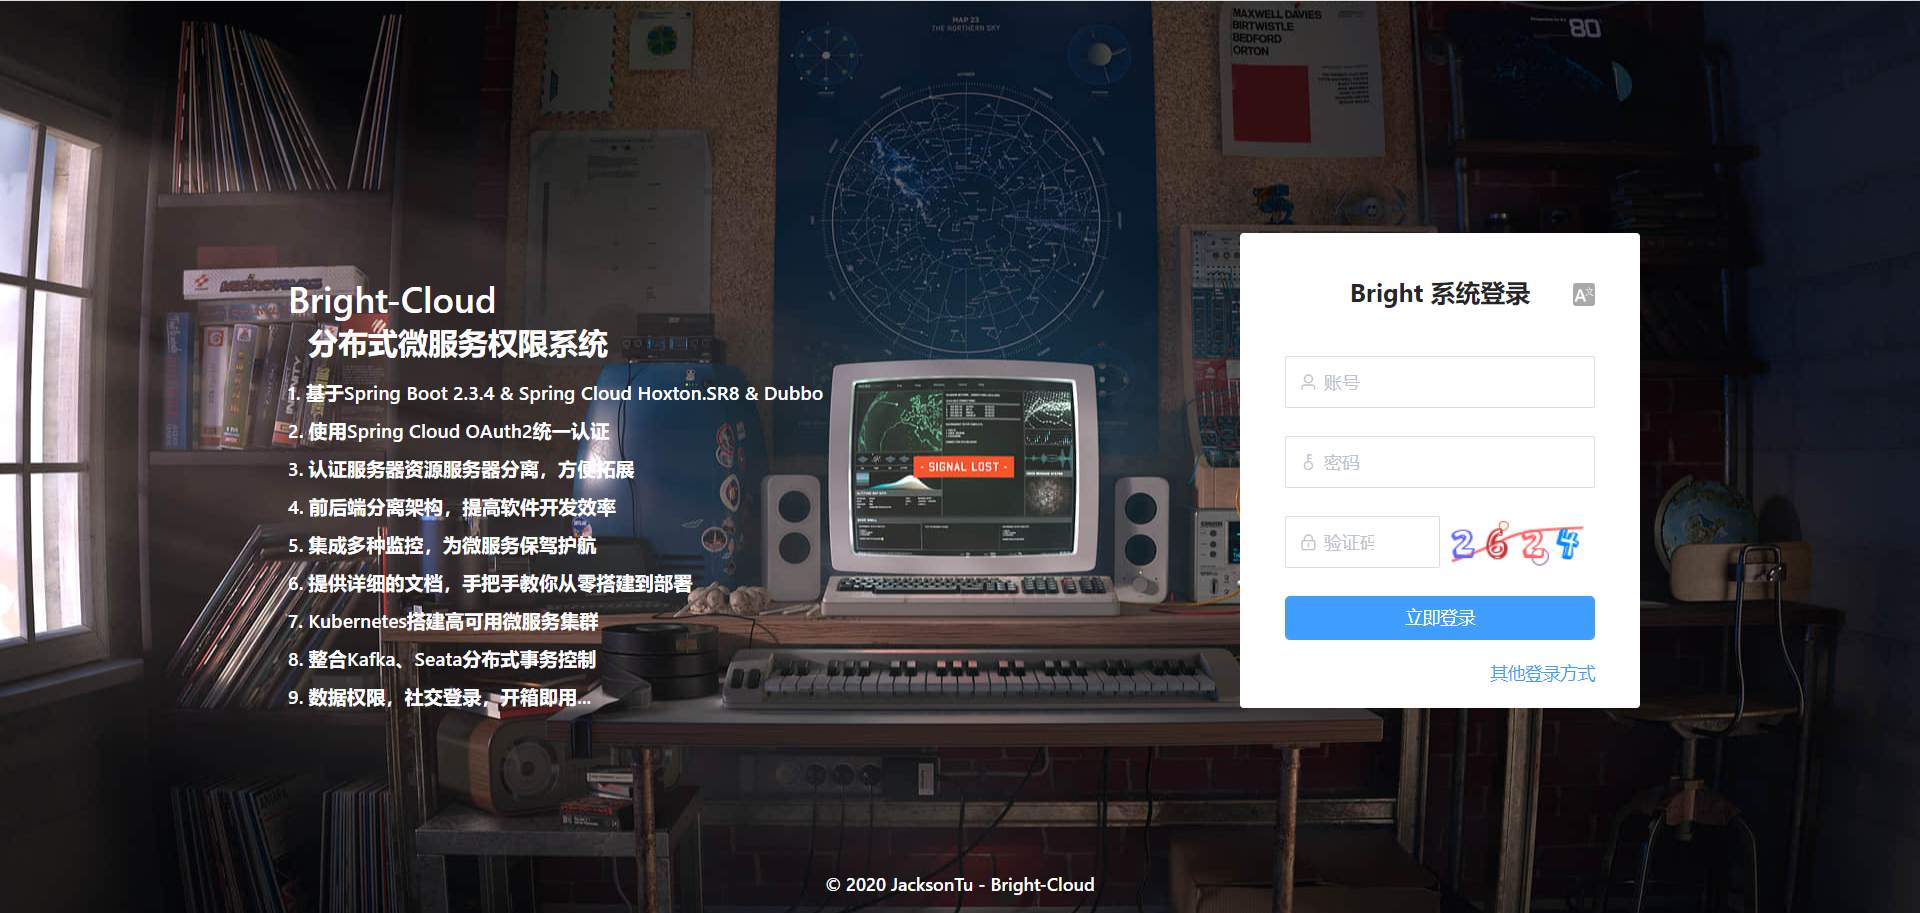 MAP 23
THE NORTHERN SKY
MAXWELL DAVIES
BIRTWISTLE
BEDFORD
ORTON
80
Bright-Cloud
分布式微服务权限系统
1. 基于Spring Boot 2.3.4 & Spring Cloud Hoxton.SR8 & Dubbo
2. 使用Spring Cloud OAuth2统一认证
3. 认证服务器资源服务器分离，方便拓展
4. 前后端分离架构，提高软件开发效率
5. 集成多种监控，为微服务保驾护航
6. 提供详细的文档，手把手教你从零搭建到部署
7. Kubernetes搭建高可用微服务集群
8. 整合Kafka、Seata分布式事务控制
9. 数据权限，社交登录，开箱即用...
- SIGNAL LOST -
Bright 系统登录
账号
密码
验证码
2624
立即登录
其他登录方式
© 2020 JacksonTu - Bright-Cloud